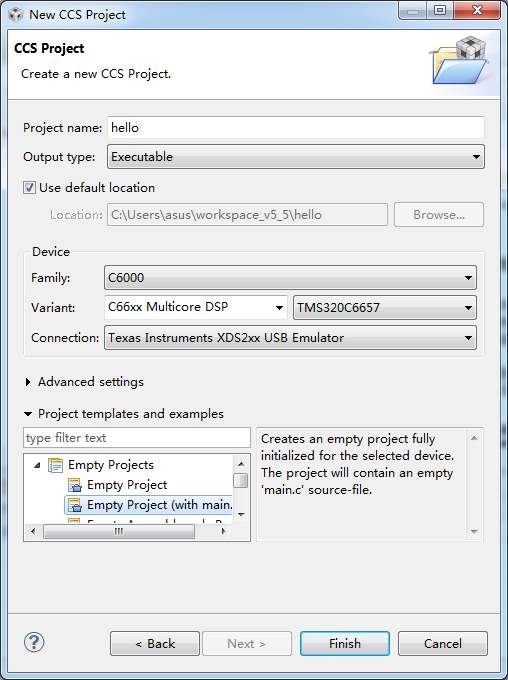 New CCS Project
CCS Project
Create a new CCS Project.
Project name: hello
Output type: Executable
Use default location
Location: C:\Users\asus\workspace_v5_5\hello Browse...
Device
Family: C6000
Variant: C66xx Multicore DSP TMS320C6657
Connection: Texas Instruments XDS2xx USB Emulator
Advanced settings
Project templates and examples
type filter text
Empty Projects
Empty Project
Empty Project (with main.
Creates an empty project fully
initialized for the selected device.
The project will contain an empty
'main.c' source-file.
? < Back Next > Finish Cancel